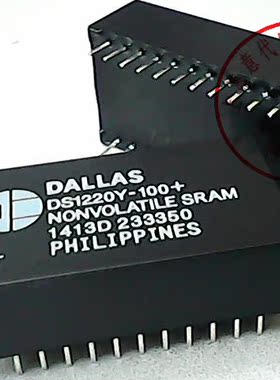 DALLAS
DS1220Y-100+
NONVOLATILE SRAM
1413D 233350
PHILIPPINES